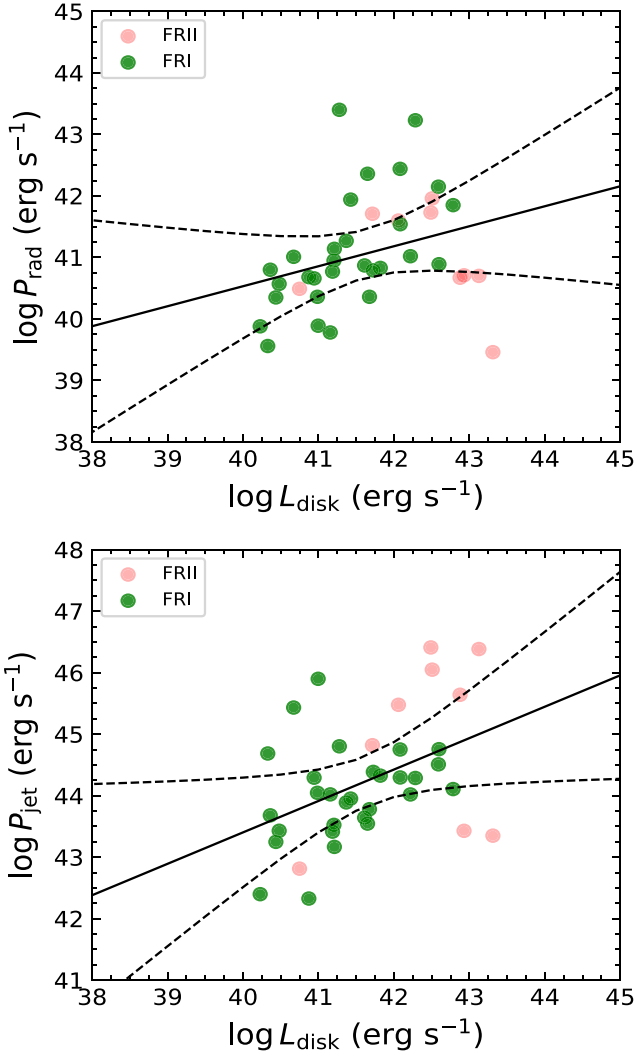 45
44
43
42
41
40
39
38
log P_rad (erg s⁻¹)
FRII
FRI
38 39 40 41 42 43 44 45
log L_disk (erg s⁻¹)
48
47
46
45
44
43
42
41
log P_jet (erg s⁻¹)
FRII
FRI
38 39 40 41 42 43 44 45
log L_disk (erg s⁻¹)